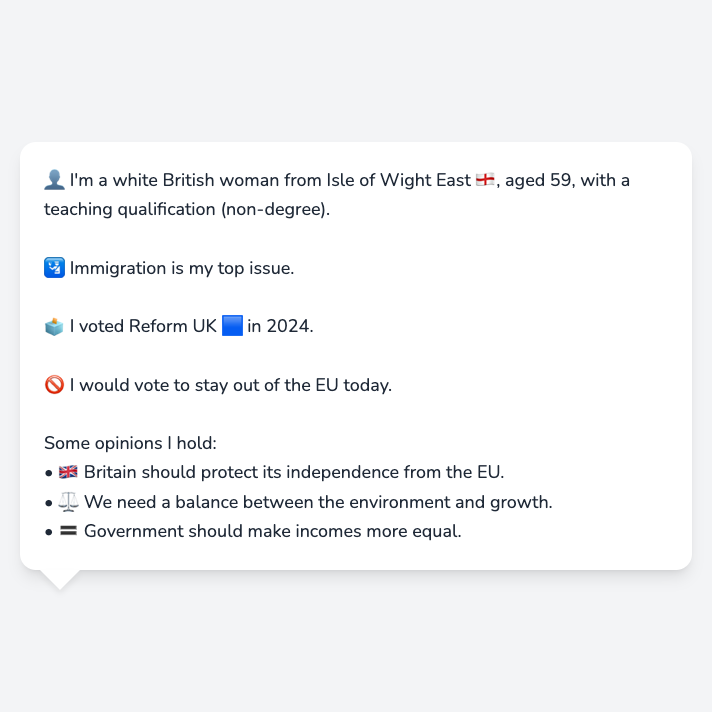 👤 I'm a white British woman from Isle of Wight East 🏴󠁧󠁢󠁥󠁮󠁧󠁿, aged 59, with a
teaching qualification (non-degree).
🛂 Immigration is my top issue.
🗳️ I voted Reform UK 🟦 in 2024.
🚫 I would vote to stay out of the EU today.
Some opinions I hold:
• 🇬🇧 Britain should protect its independence from the EU.
• ⚖️ We need a balance between the environment and growth.
• 🟰 Government should make incomes more equal.